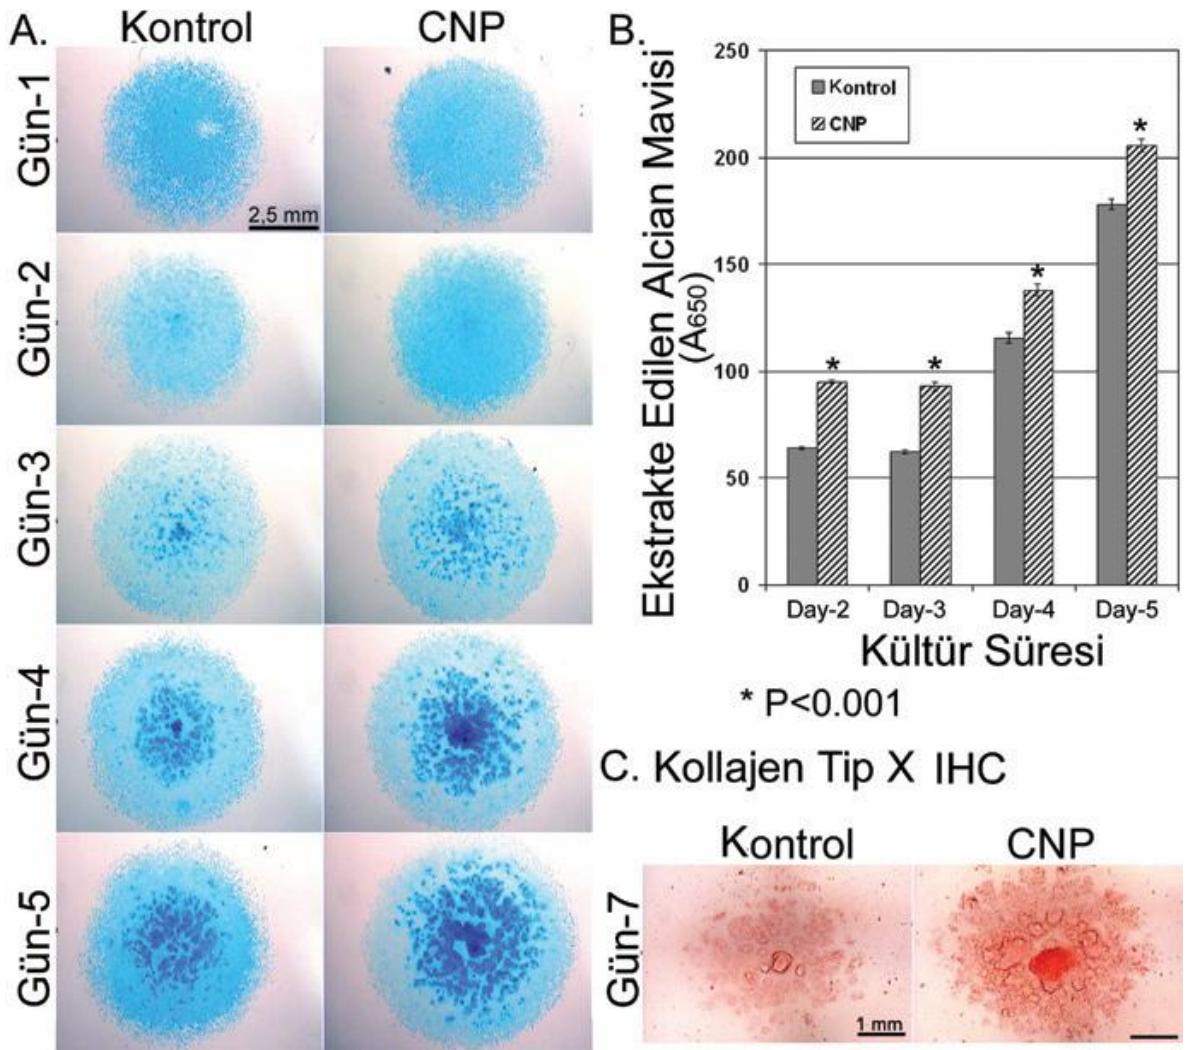 A.
Kontrol
CNP
Gün-1
2,5 mm
Gün-2
Gün-3
Gün-4
Gün-5
B.
Ekstrakte Edilen Alcian Mavisi
(A650)
250
200
150
100
50
0
Kontrol
CNP
*
*
*
*
Day-2
Day-3
Day-4
Day-5
Kültür Süresi
* P<0.001
C. Kollajen Tip X IHC
Kontrol
CNP
Gün-7
1 mm